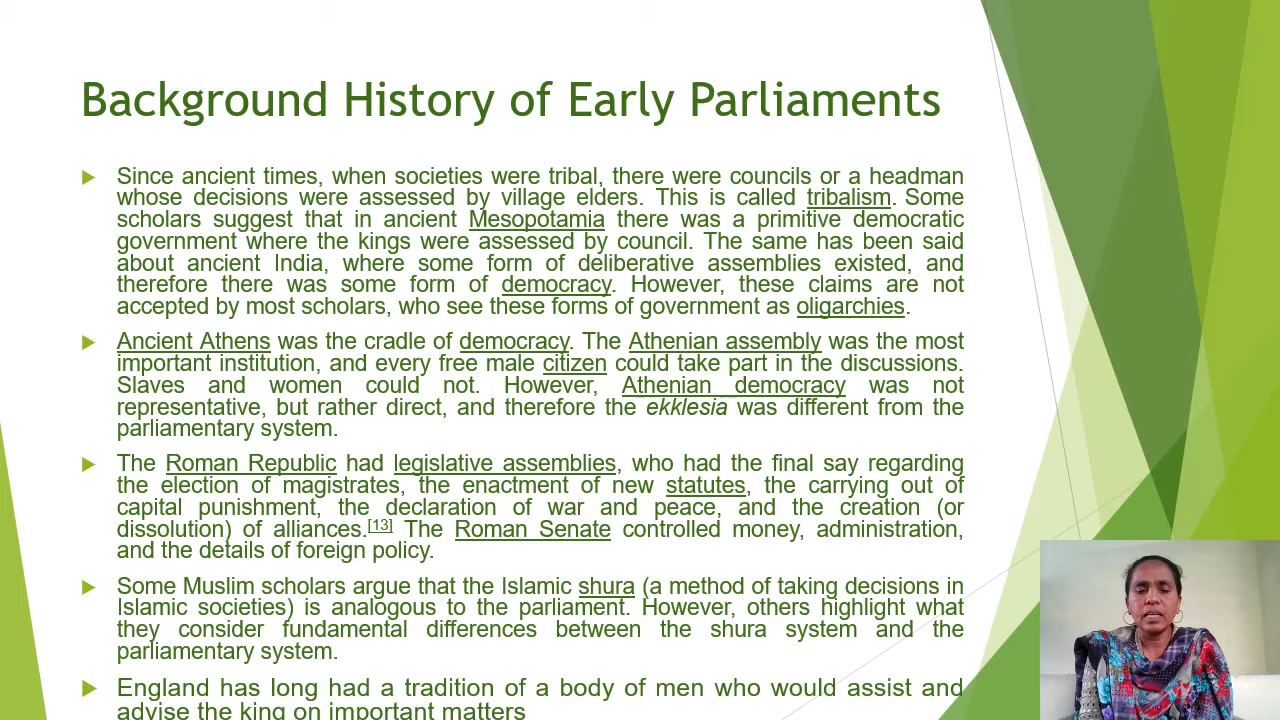 Background History of Early Parliaments
Since ancient times, when societies were tribal, there were councils or a headman
whose decisions were assessed by village elders. This is called tribalism. Some
scholars suggest that in ancient Mesopotamia there was a primitive democratic
government where the kings were assessed by council. The same has been said
about ancient India, where some form of deliberative assemblies existed, and
therefore there was some form of democracy. However, these claims are not
accepted by most scholars, who see these forms of government as oligarchies.
Ancient Athens was the cradle of democracy. The Athenian assembly was the most
important institution, and every free male citizen could take part in the discussions.
Slaves and women could not. However, Athenian democracy was not
representative, but rather direct, and therefore the ekklesia was different from the
parliamentary system.
The Roman Republic had legislative assemblies, who had the final say regarding
the election of magistrates, the enactment of new statutes, the carrying out of
capital punishment, the declaration of war and peace, and the creation (or
dissolution) of alliances.[13] The Roman Senate controlled money, administration,
and the details of foreign policy.
Some Muslim scholars argue that the Islamic shura (a method of taking decisions in
Islamic societies) is analogous to the parliament. However, others highlight what
they consider fundamental differences between the shura system and the
parliamentary system.
England has long had a tradition of a body of men who would assist and
advise the king on important matters